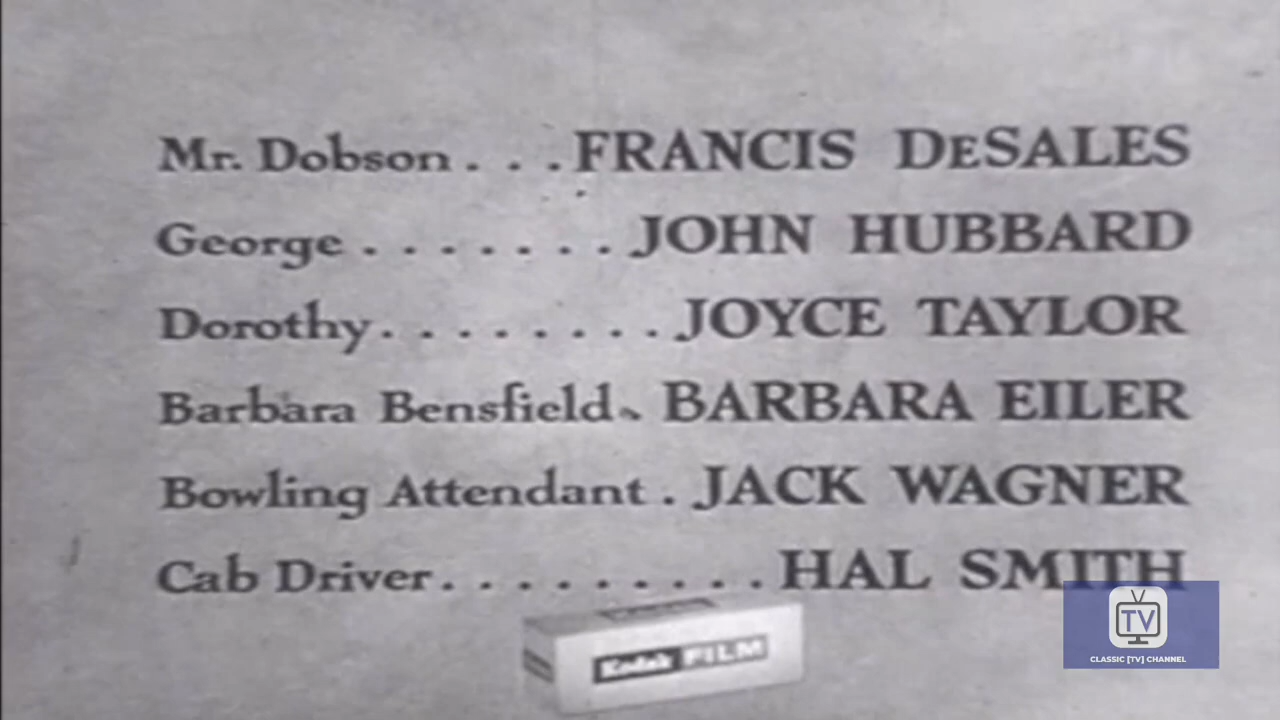 Mr. Dobson . . . FRANCIS DeSALES
George . . . . . . . JOHN HUBBARD
Dorothy . . . . . . . . JOYCE TAYLOR
Barbara Bensfield . BARBARA EILER
Bowling Attendant . JACK WAGNER
Cab Driver . . . . . . . . . HAL SMITH
Kodak FILM
TV
CLASSIC [TV] CHANNEL